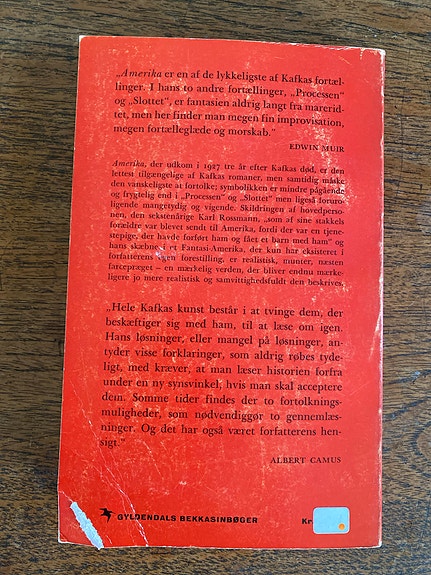 „Amerika er en af de lykkeligste af Kafkas fortæl-
linger. I hans to andre fortællinger, „Processen“
og „Slottet“, er fantasien aldrig langt fra marerid-
tet, men her finder man megen fin improvisation,
megen fortælleglæde og morskab.“
EDWIN MUIR
Amerika, der udkom i 1927 tre år efter Kafkas død, er den
lettest tilgængelige af Kafkas romaner, men samtidig måske
den vanskeligste at fortolke; symbolikken er mindre pågående
og frygtelig end i „Processen“ og „Slottet“ men ligeså foruro-
ligende mangetydig og vigende. Skildringen af hovedperso-
nen, den sekstenårige Karl Rossmann, „som af sine stakkels
forældre var blevet sendt til Amerika, fordi der var en tjene-
stepige, der havde forført ham og fået et barn med ham“ og
hans skæbne i et Fantasi-Amerika, der kun har eksisteret i
forfatterens egen forestilling, er realistisk, munter, næsten
farcepræget – en mærkelig verden, der bliver endnu mærke-
ligere jo mere realistisk og samvittighedsfuldt den beskrives.
„Hele Kafkas kunst består i at tvinge dem, der
beskæftiger sig med ham, til at læse om igen.
Hans løsninger, eller mangel på løsninger, an-
tyder visse forklaringer, som aldrig røbes tyde-
ligt, med kræver, at man læser historien forfra
under en ny synsvinkel, hvis man skal acceptere
dem. Somme tider findes der to fortolknings-
muligheder, som nødvendiggør to gennemlæs-
ninger. Og det har også været forfatterens hen-
sigt.“
ALBERT CAMUS
GYLDENDALS BEKKASINBØGER
Kr